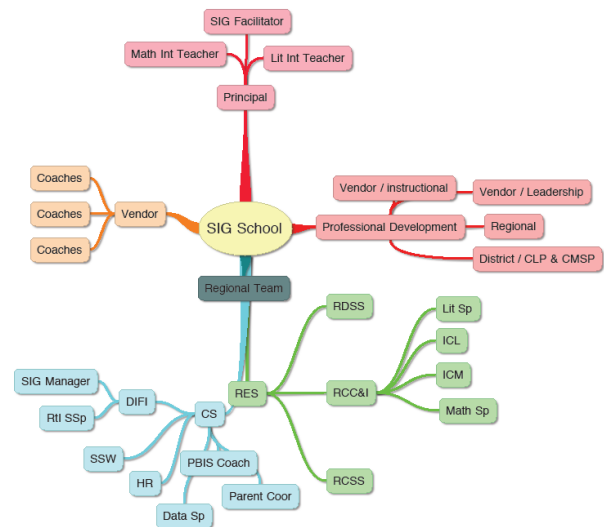 SIG Facilitator
Math Int Teacher
Lit Int Teacher
Principal
Coaches
Coaches
Coaches
Vendor
SIG School
Vendor / instructional
Vendor / Leadership
Professional Development
Regional
District / CLP & CMSP
Regional Team
RDSS
Lit Sp
ICL
ICM
Math Sp
RES
RCC&I
RCSS
SIG Manager
DIFI
RtI SSp
CS
SSW
PBIS Coach
HR
Parent Coor
Data Sp